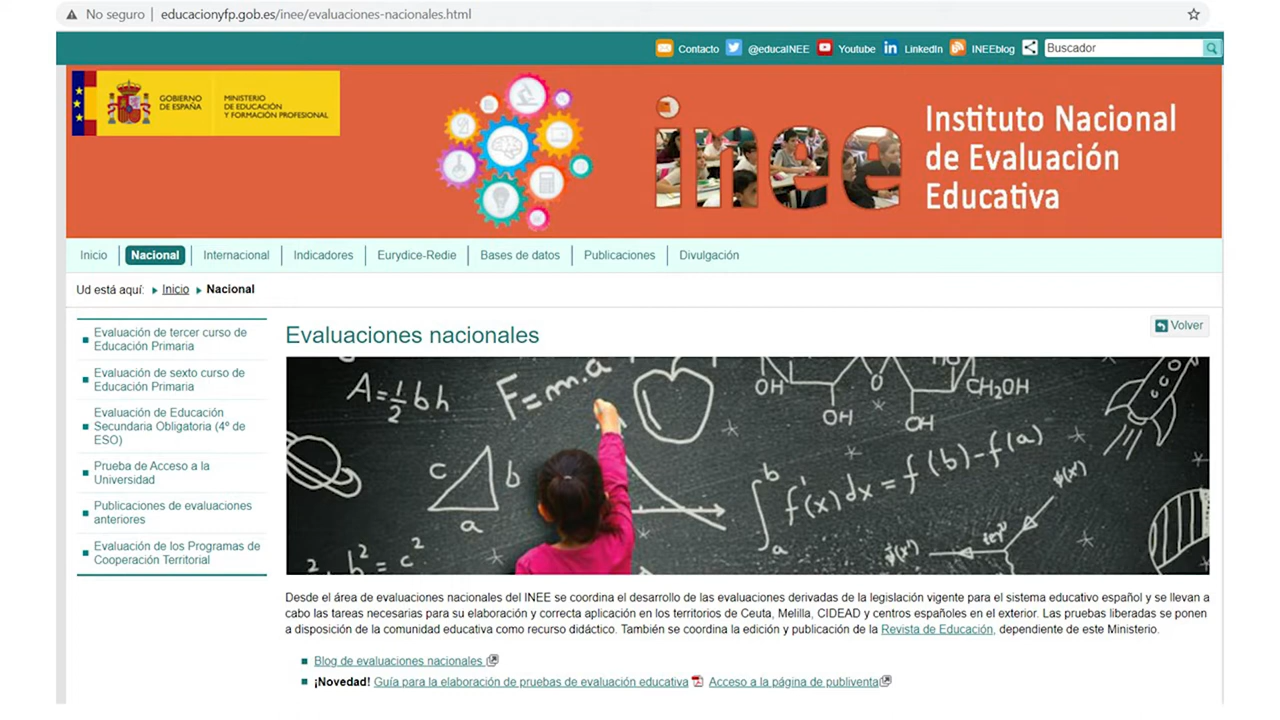 No seguro | educacionyfp.gob.es/inee/evaluaciones-nacionales.html
Contacto @educaINEE Youtube LinkedIn INEEblog Buscador
GOBIERNO
DE ESPAÑA
MINISTERIO
DE EDUCACIÓN
Y FORMACIÓN PROFESIONAL
inee
Instituto Nacional
de Evaluación
Educativa
Inicio Nacional Internacional Indicadores Eurydice-Redie Bases de datos Publicaciones Divulgación
Ud está aquí: Inicio Nacional
Evaluación de tercer curso de
Educación Primaria
Evaluación de sexto curso de
Educación Primaria
Evaluación de Educación
Secundaria Obligatoria (4º de
ESO)
Prueba de Acceso a la
Universidad
Publicaciones de evaluaciones
anteriores
Evaluación de los Programas de
Cooperación Territorial
Evaluaciones nacionales
Volver
A=½bh
F=m.a
OH O HO CH₂OH
OH OH
c b
a
∫ₐᵇ f'(x)dx = f(b)-f(a)
b² = c²
Desde el área de evaluaciones nacionales del INEE se coordina el desarrollo de las evaluaciones derivadas de la legislación vigente para el sistema educativo español y se llevan a
cabo las tareas necesarias para su elaboración y correcta aplicación en los territorios de Ceuta, Melilla, CIDEAD y centros españoles en el exterior. Las pruebas liberadas se ponen
a disposición de la comunidad educativa como recurso didáctico. También se coordina la edición y publicación de la Revista de Educación, dependiente de este Ministerio.
Blog de evaluaciones nacionales
¡Novedad! Guía para la elaboración de pruebas de evaluación educativa Acceso a la página de publiventa